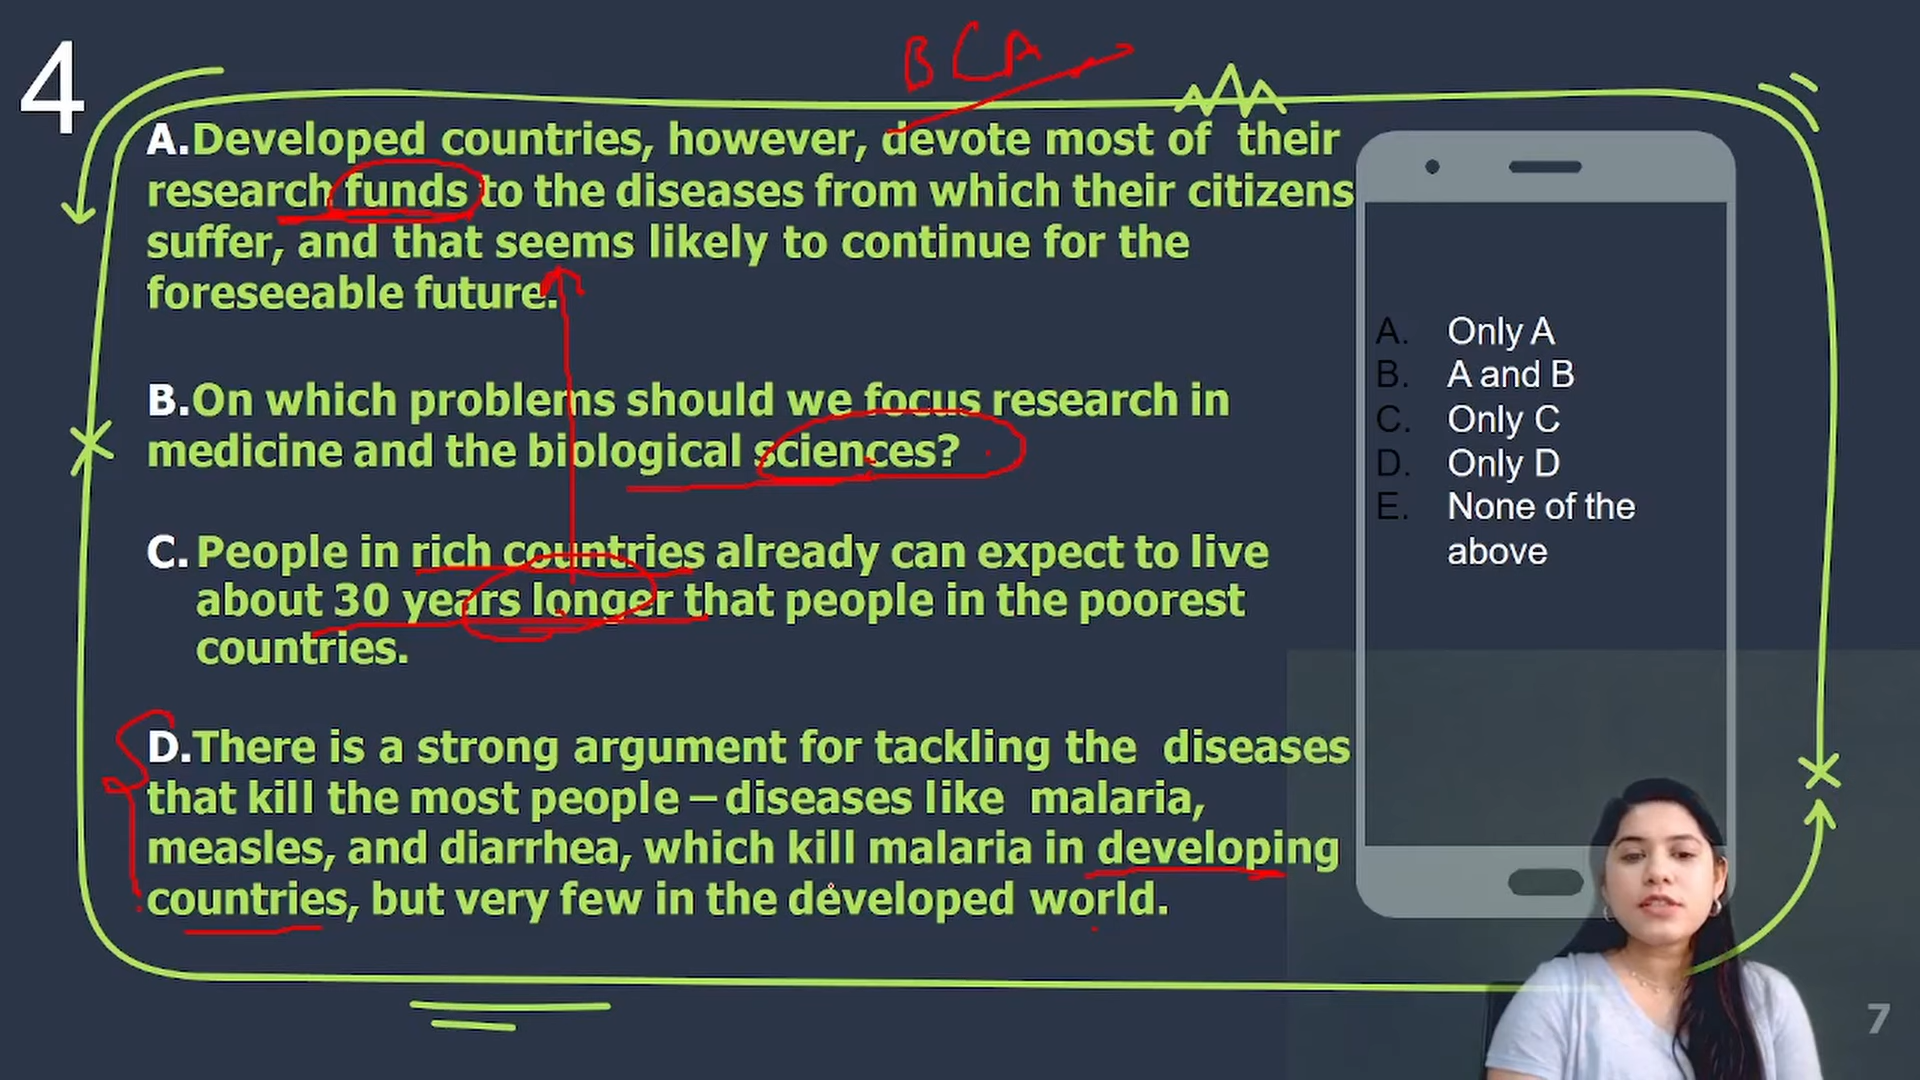 4
B C A
A.Developed countries, however, devote most of their
research funds to the diseases from which their citizens
suffer, and that seems likely to continue for the
foreseeable future.
B.On which problems should we focus research in
medicine and the biological sciences?
C. People in rich countries already can expect to live
about 30 years longer that people in the poorest
countries.
D.There is a strong argument for tackling the diseases
that kill the most people – diseases like malaria,
measles, and diarrhea, which kill malaria in developing
countries, but very few in the developed world.
A. Only A
B. A and B
C. Only C
D. Only D
E. None of the
above
7